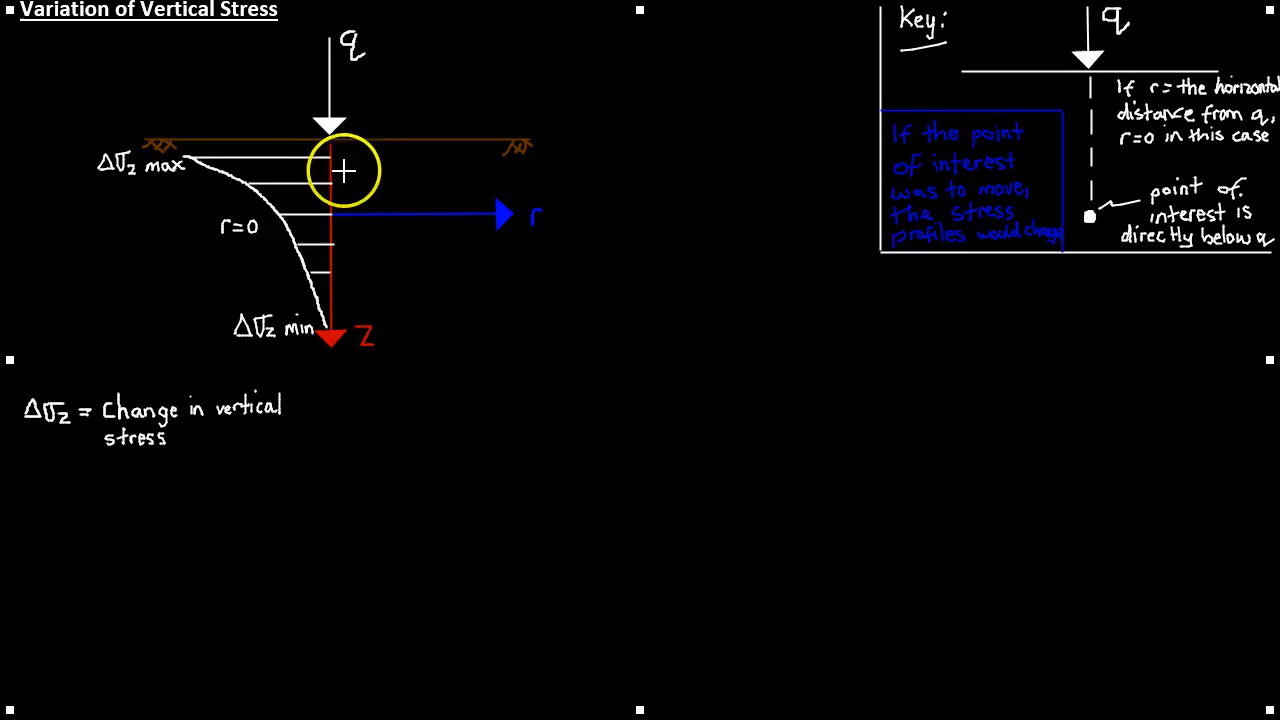 Variation of Vertical Stress
q
Δσz max
r=0
r
Δσz min
z
Δσz = Change in vertical
stress
Key:
q
If r = the horizontal
distance from q,
r=0 in this case
If the point
of interest
was to move,
the stress
profiles would change
point of
interest is
directly below q